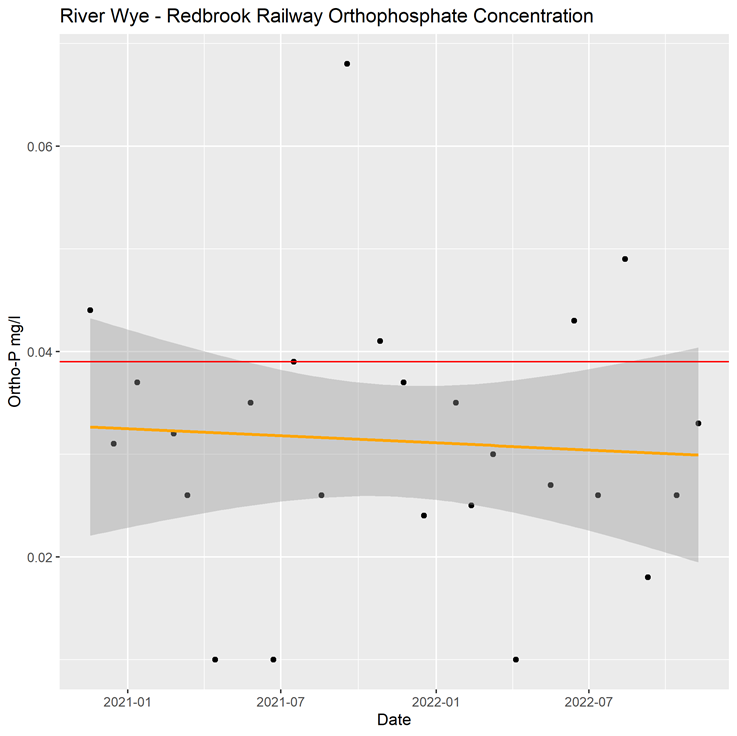 River Wye - Redbrook Railway Orthophosphate Concentration
0.06
0.04
0.02
Ortho-P mg/l
2021-01
2021-07
2022-01
2022-07
Date